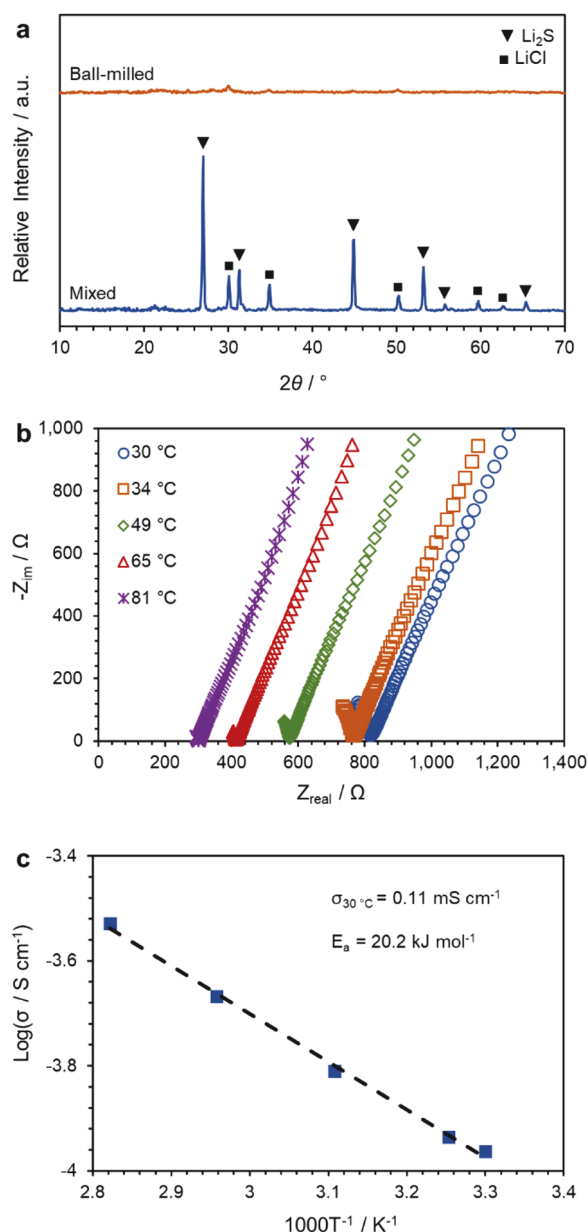 a
▼ Li₂S
■ LiCl
Ball-milled
Mixed
Relative Intensity / a.u.
10 20 30 40 50 60 70
2θ / °
b
1,000
800
600
400
200
0
-Z_im / Ω
30 °C
34 °C
49 °C
65 °C
81 °C
0 200 400 600 800 1,000 1,200 1,400
Z_real / Ω
c
-3.4
-3.6
-3.8
-4
Log(σ / S cm⁻¹)
σ₃₀ °C = 0.11 mS cm⁻¹
Eₐ = 20.2 kJ mol⁻¹
2.8 2.9 3 3.1 3.2 3.3 3.4
1000T⁻¹ / K⁻¹